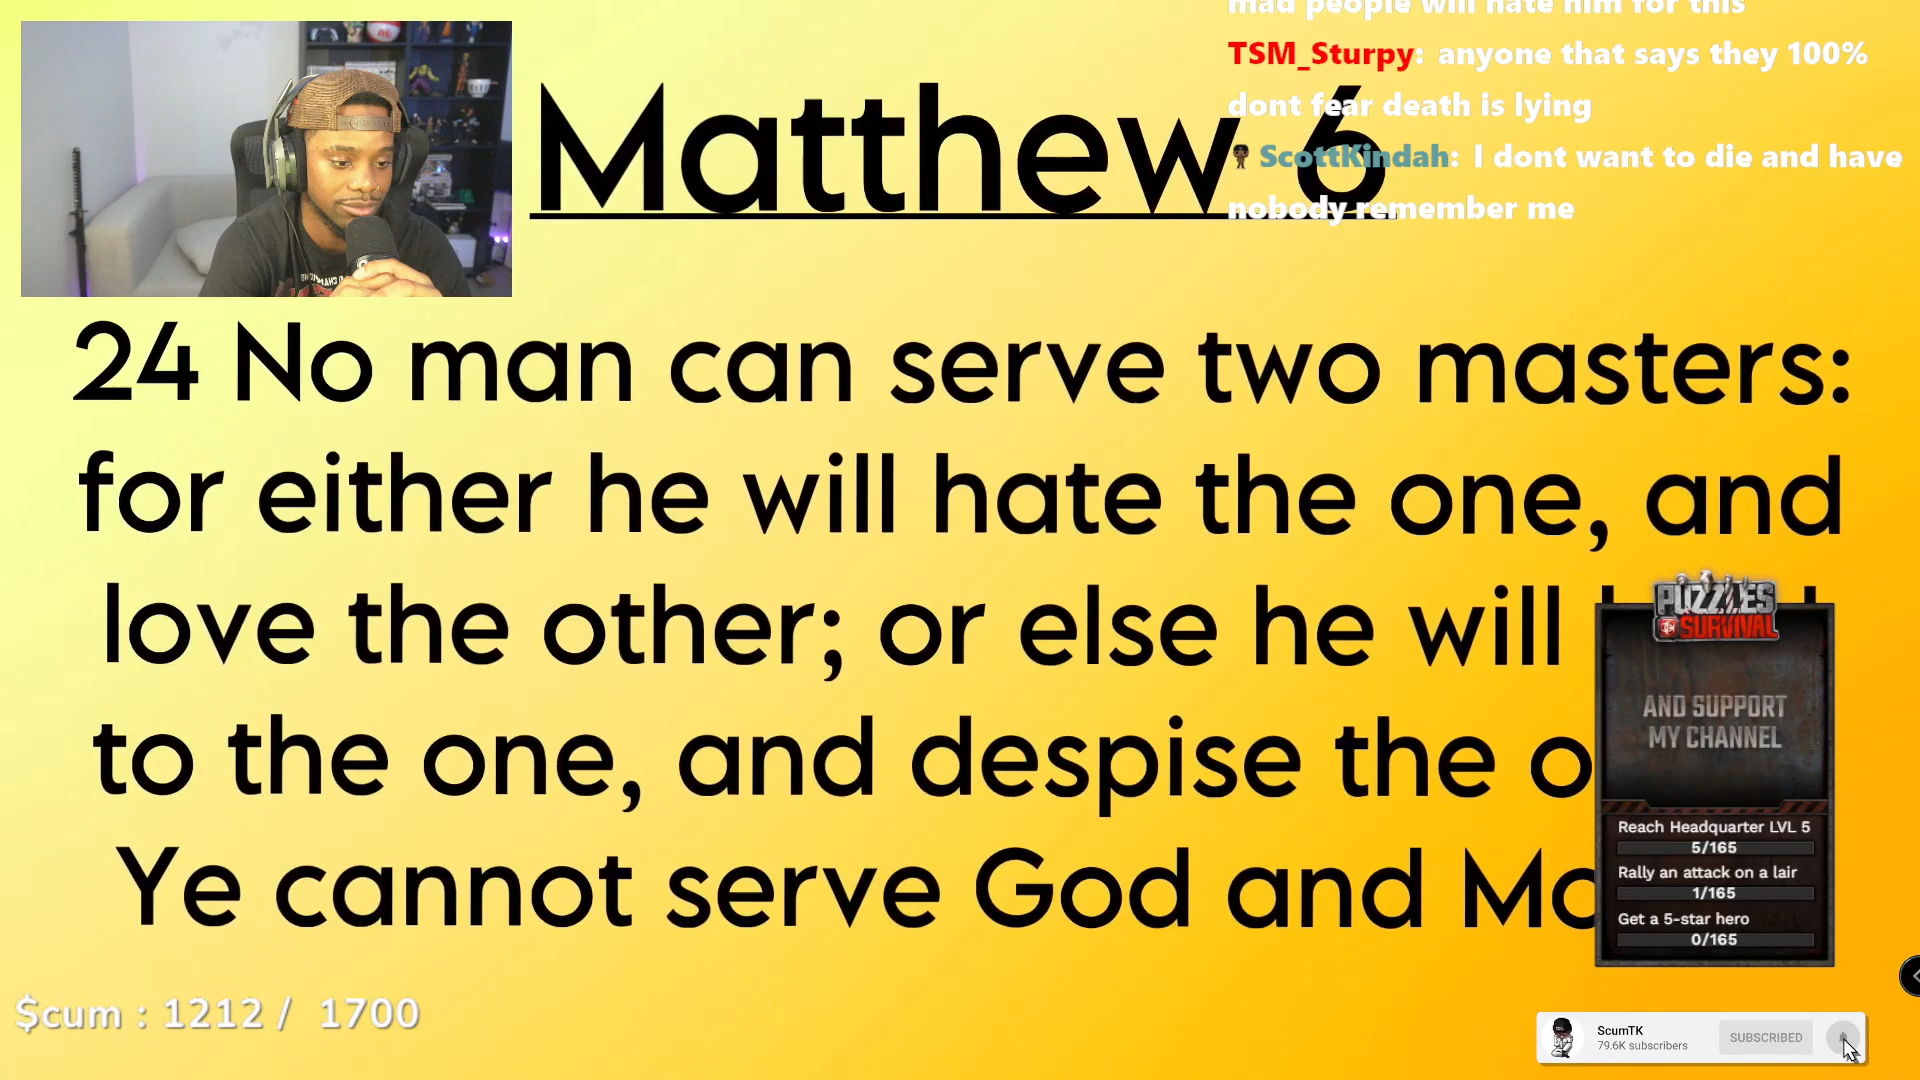 mad people will hate him for this
TSM_Sturpy: anyone that says they 100%
dont fear death is lying
ScottKindah: I dont want to die and have
nobody remember me
Matthew 6
24 No man can serve two masters:
for either he will hate the one, and
love the other; or else he will
to the one, and despise the
Ye cannot serve God and
PUZZLES
SURVIVAL
AND SUPPORT
MY CHANNEL
Reach Headquarter LVL 5
5/165
Rally an attack on a lair
1/165
Get a 5-star hero
0/165
$cum : 1212 / 1700
ScumTK
79.6K subscribers
SUBSCRIBED